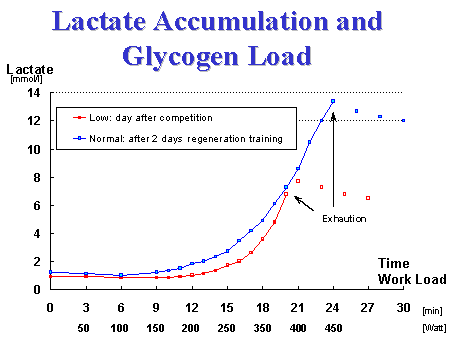 Lactate Accumulation and
Glycogen Load
Lactate
[mmol/l]
14
12
10
8
6
4
2
0
Low: day after competition
Normal: after 2 days regeneration training
Exhaution
Time
Work Load
0 3 6 9 12 15 18 21 24 27 30 [min]
50 100 150 200 250 300 350 400 450 [Watt]